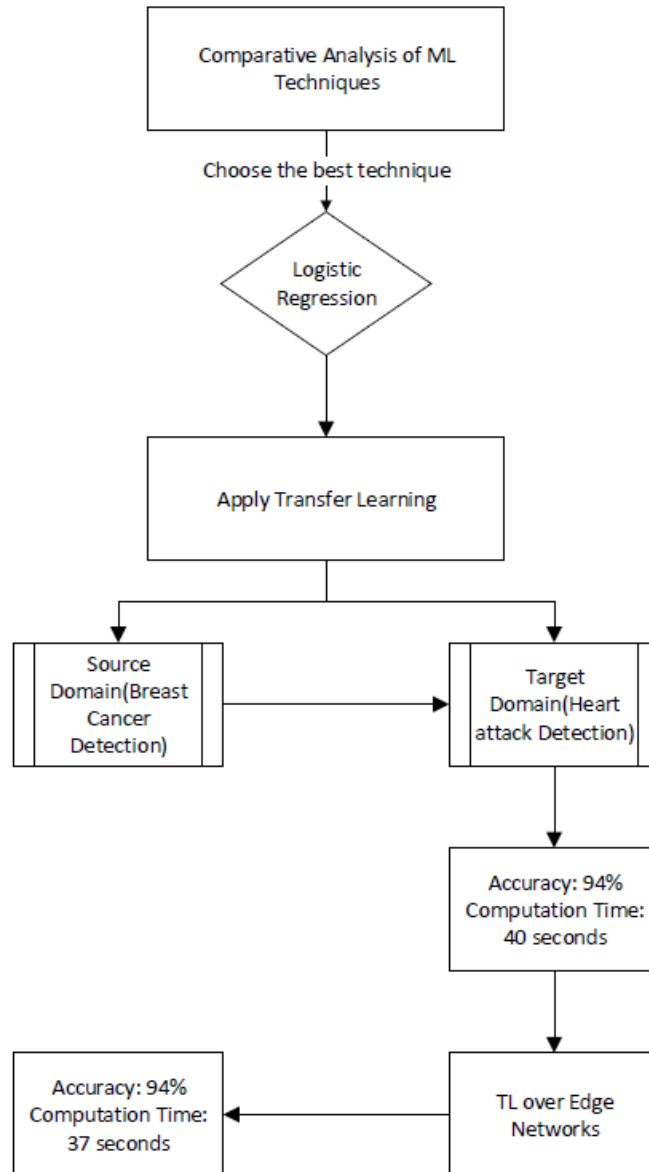 Comparative Analysis of ML
Techniques
Choose the best technique
Logistic
Regression
Apply Transfer Learning
Source
Domain(Breast
Cancer
Detection)
Target
Domain(Heart
attack Detection)
Accuracy: 94%
Computation Time:
40 seconds
TL over Edge
Networks
Accuracy: 94%
Computation Time:
37 seconds